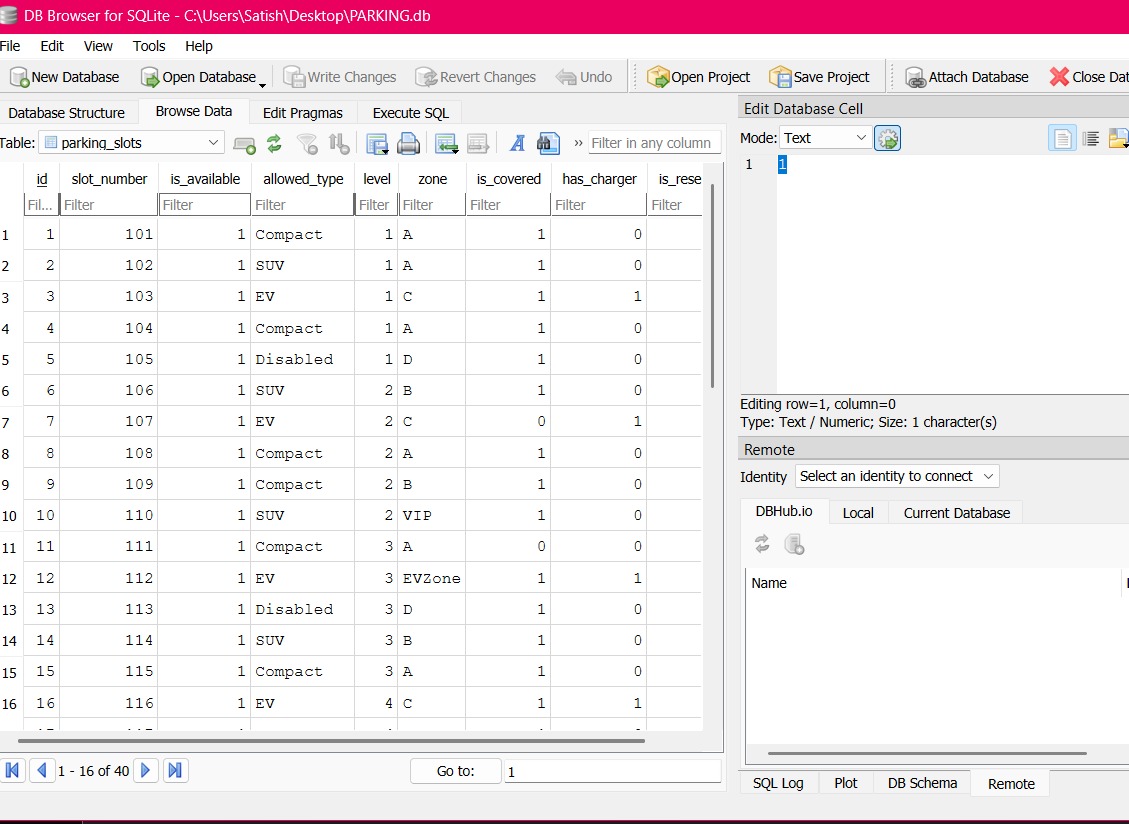 DB Browser for SQLite - C:\Users\Satish\Desktop\PARKING.db
File Edit View Tools Help
New Database Open Database Write Changes Revert Changes Undo Open Project Save Project Attach Database Close Dat
Database Structure Browse Data Edit Pragmas Execute SQL
Table: parking_slots » Filter in any column
id slot_number is_available allowed_type level zone is_covered has_charger is_rese
Fil... Filter Filter Filter Filter Filter Filter Filter Filter
1 1 101 1 Compact 1 A 1 0
2 2 102 1 SUV 1 A 1 0
3 3 103 1 EV 1 C 1 1
4 4 104 1 Compact 1 A 1 0
5 5 105 1 Disabled 1 D 1 0
6 6 106 1 SUV 2 B 1 0
7 7 107 1 EV 2 C 0 1
8 8 108 1 Compact 2 A 1 0
9 9 109 1 Compact 2 B 1 0
10 10 110 1 SUV 2 VIP 1 0
11 11 111 1 Compact 3 A 0 0
12 12 112 1 EV 3 EVZone 1 1
13 13 113 1 Disabled 3 D 1 0
14 14 114 1 SUV 3 B 1 0
15 15 115 1 Compact 3 A 1 0
16 16 116 1 EV 4 C 1 1
1 - 16 of 40 Go to: 1
Edit Database Cell
Mode: Text
1 1
Editing row=1, column=0
Type: Text / Numeric; Size: 1 character(s)
Remote
Identity Select an identity to connect
DBHub.io Local Current Database
Name
SQL Log Plot DB Schema Remote